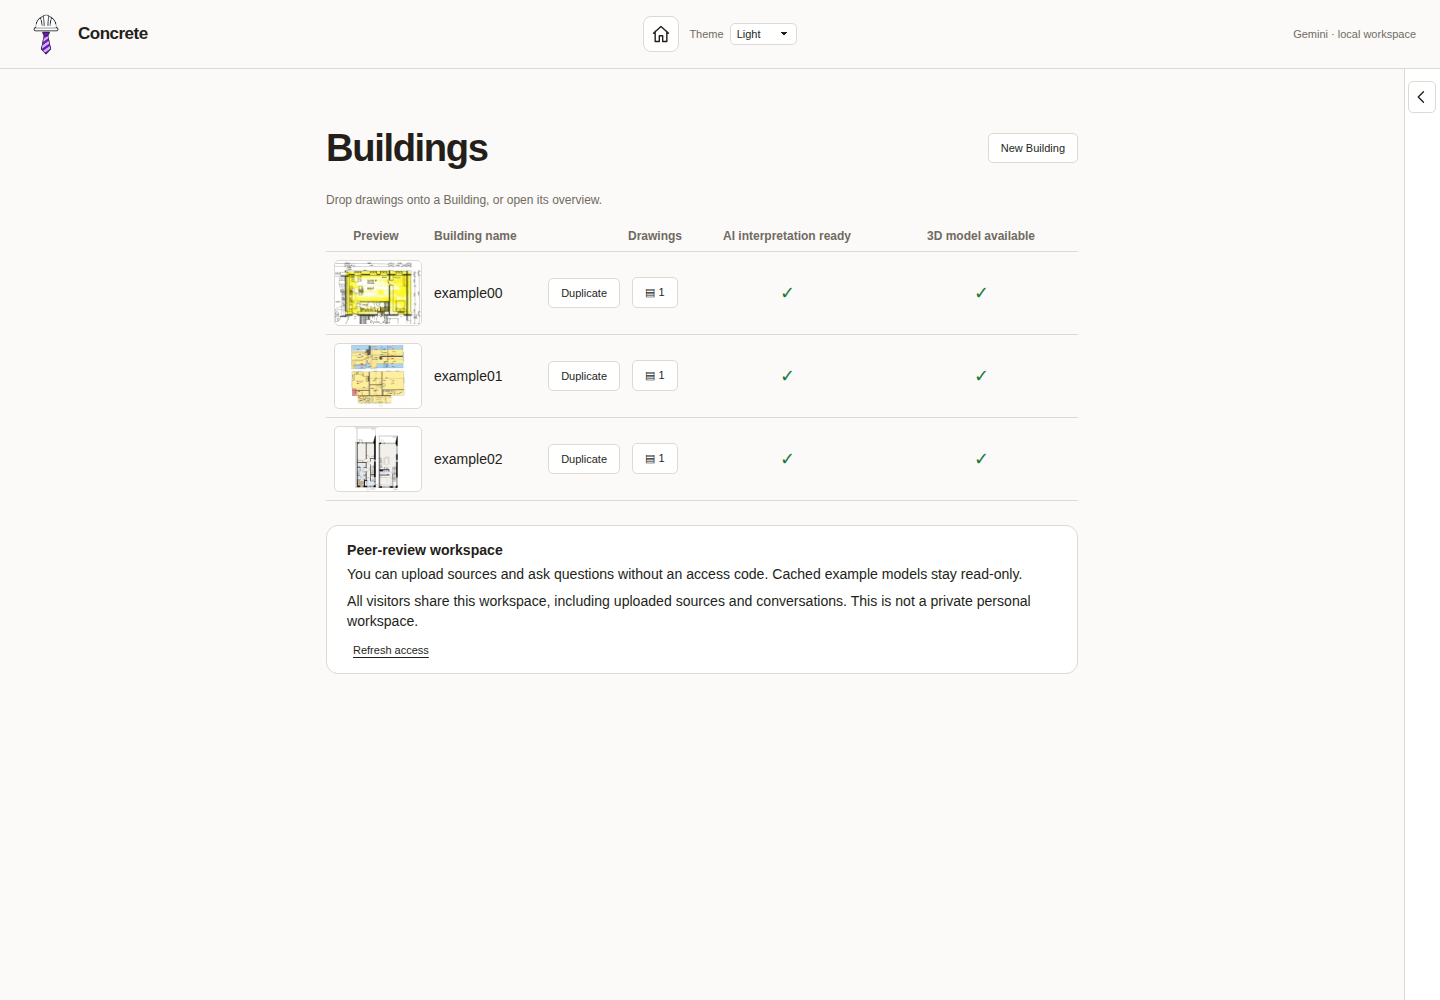 Concrete
Theme
Light
Gemini · local workspace
Buildings
New Building
Drop drawings onto a Building, or open its overview.
Preview Building name Drawings AI interpretation ready 3D model available
example00 Duplicate ▤ 1 ✓ ✓
example01 Duplicate ▤ 1 ✓ ✓
example02 Duplicate ▤ 1 ✓ ✓
Peer-review workspace
You can upload sources and ask questions without an access code. Cached example models stay read-only.
All visitors share this workspace, including uploaded sources and conversations. This is not a private personal
workspace.
Refresh access